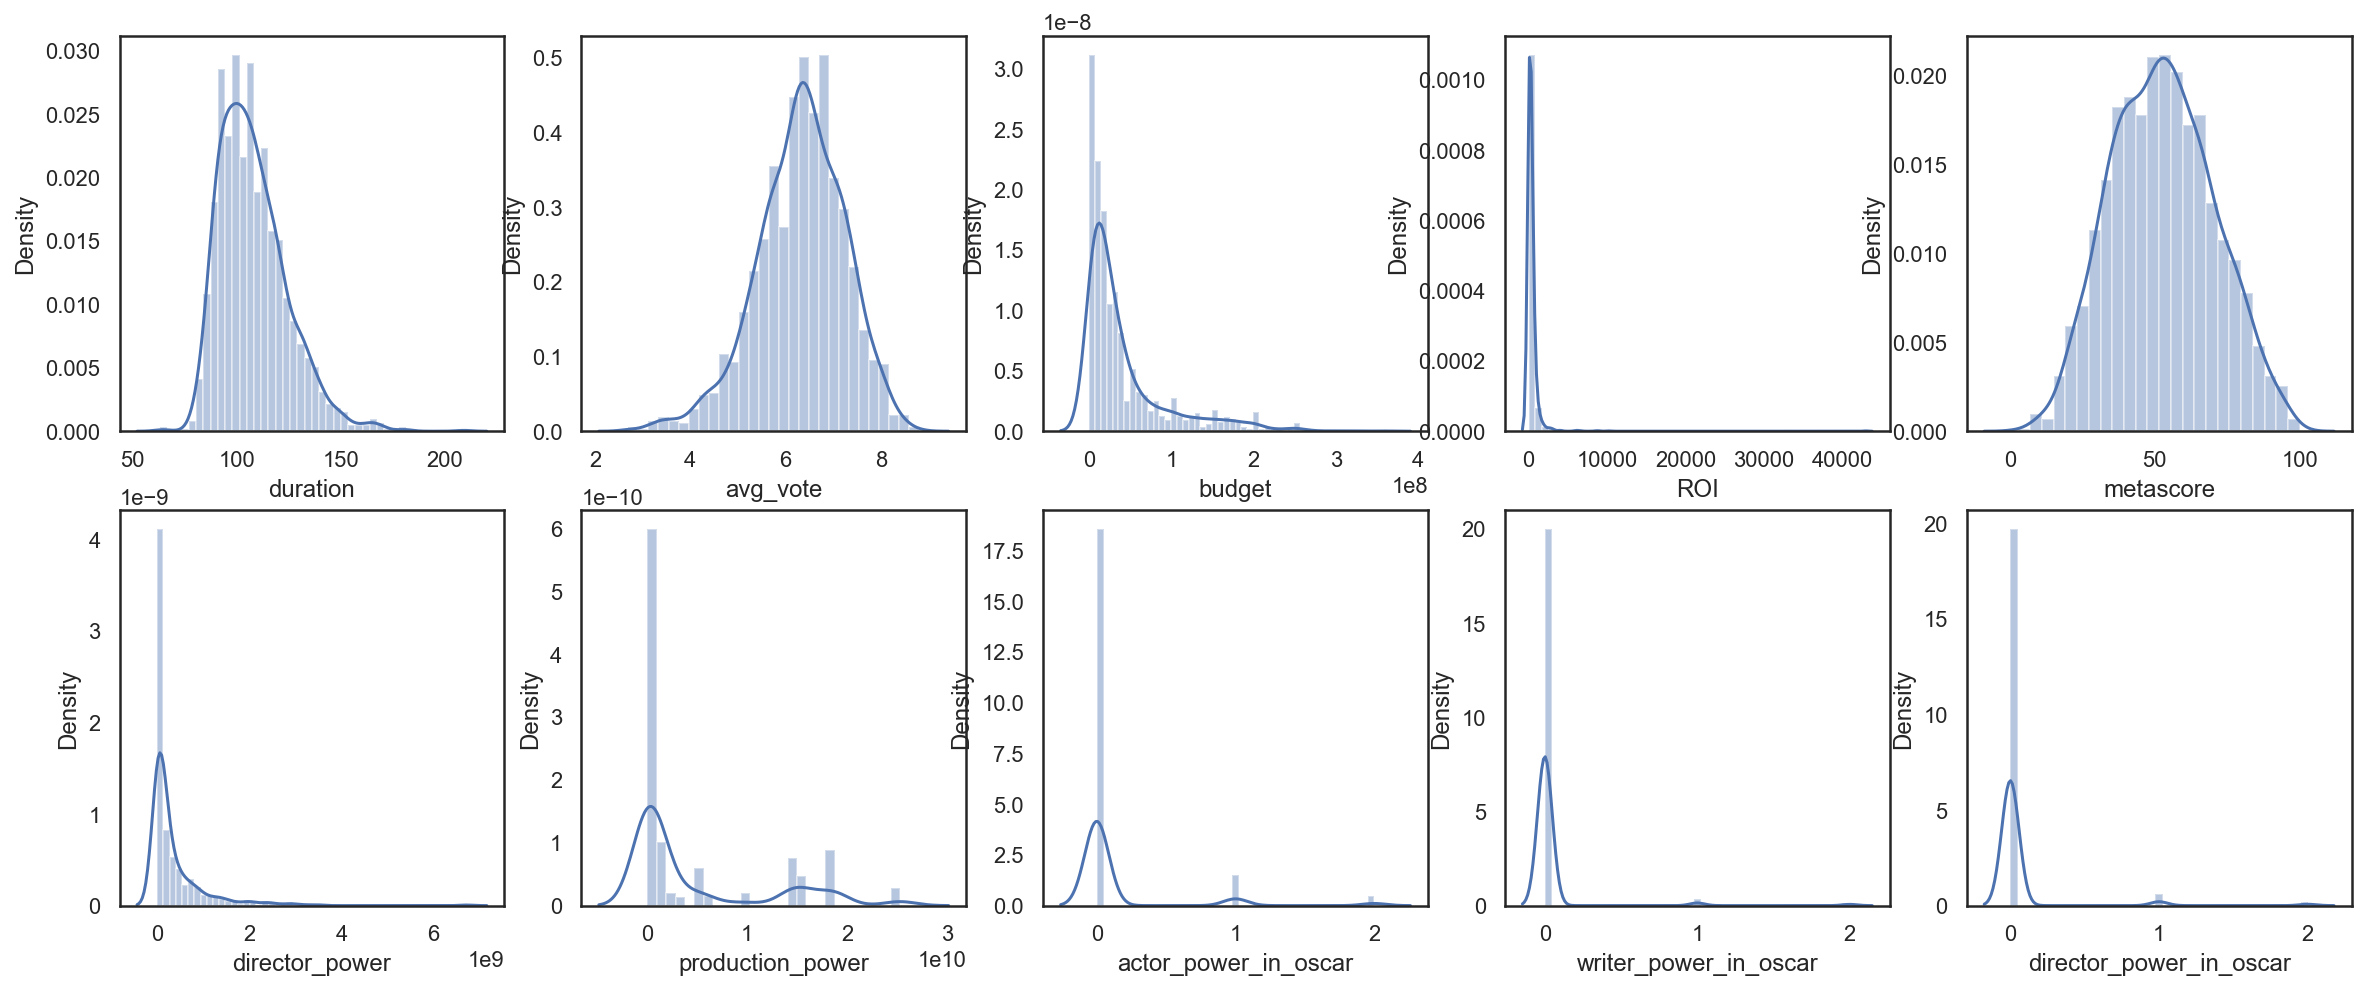 1e−8
0.030
0.025
0.020
0.015
0.010
0.005
0.000
Density
50 100 150 200
duration
0.5
0.4
0.3
0.2
0.1
0.0
Density
2 4 6 8
avg_vote
3.0
2.5
2.0
1.5
1.0
0.5
0.0
Density
0 1 2 3 4
budget
1e8
0.0010
0.0008
0.0006
0.0004
0.0002
0.0000
Density
0 10000 20000 30000 40000
ROI
0.020
0.015
0.010
0.005
0.000
Density
0 50 100
metascore
1e−9
4
3
2
1
0
Density
0 2 4 6
director_power
1e9
1e−10
6
5
4
3
2
1
0
Density
0 1 2 3
production_power
1e10
17.5
15.0
12.5
10.0
7.5
5.0
2.5
0.0
Density
0 1 2
actor_power_in_oscar
20
15
10
5
0
Density
0 1 2
writer_power_in_oscar
20
15
10
5
0
Density
0 1 2
director_power_in_oscar